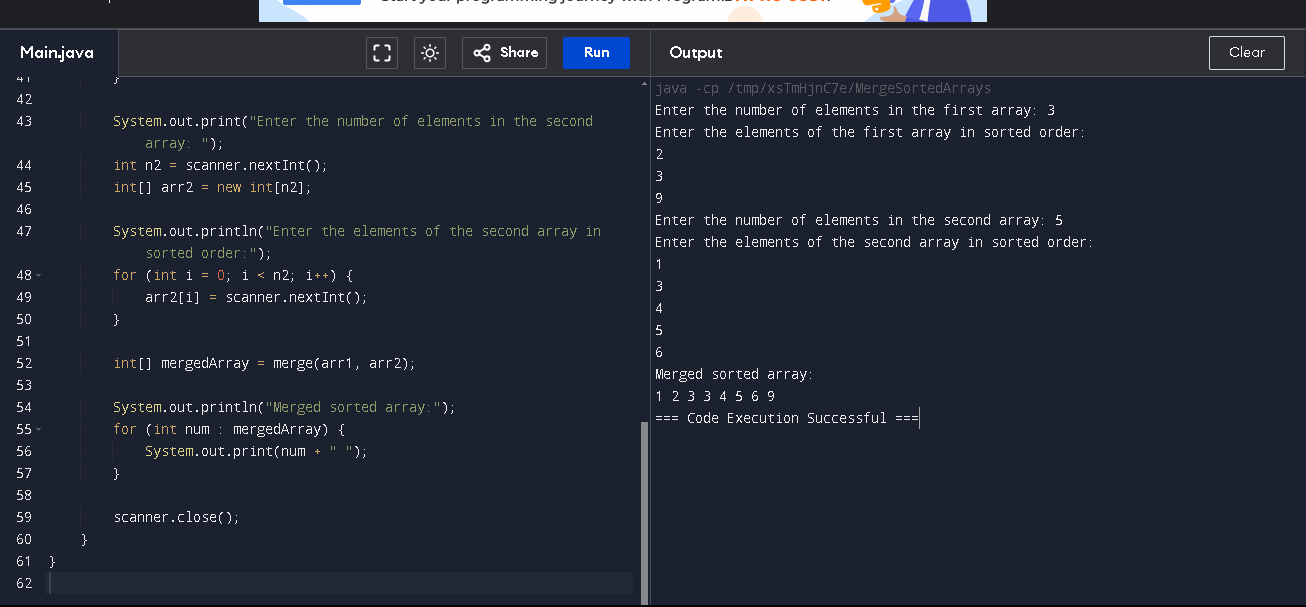 Main.java
Share
Run
Output
Clear
41 }
42
43 System.out.print("Enter the number of elements in the second
array: ");
44 int n2 = scanner.nextInt();
45 int[] arr2 = new int[n2];
46
47 System.out.println("Enter the elements of the second array in
sorted order:");
48 for (int i = 0; i < n2; i++) {
49 arr2[i] = scanner.nextInt();
50 }
51
52 int[] mergedArray = merge(arr1, arr2);
53
54 System.out.println("Merged sorted array:");
55 for (int num : mergedArray) {
56 System.out.print(num + " ");
57 }
58
59 scanner.close();
60 }
61 }
62
java -cp /tmp/xsTmHjnC7e/MergeSortedArrays
Enter the number of elements in the first array: 3
Enter the elements of the first array in sorted order:
2
3
9
Enter the number of elements in the second array: 5
Enter the elements of the second array in sorted order:
1
3
4
5
6
Merged sorted array:
1 2 3 3 4 5 6 9
=== Code Execution Successful ===